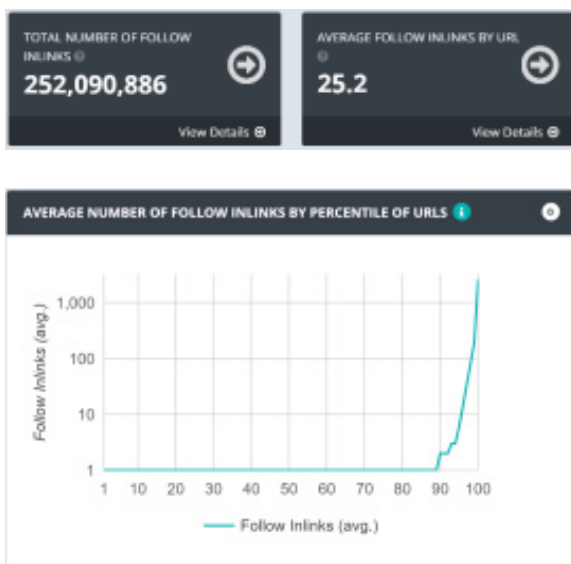 TOTAL NUMBER OF FOLLOW
INLINKS
252,090,886
View Details
AVERAGE FOLLOW INLINKS BY URL
25.2
View Details
AVERAGE NUMBER OF FOLLOW INLINKS BY PERCENTILE OF URLS
Follow Inlinks (avg.)
1,000
100
10
1
1 10 20 30 40 50 60 70 80 90 100
Follow Inlinks (avg.)